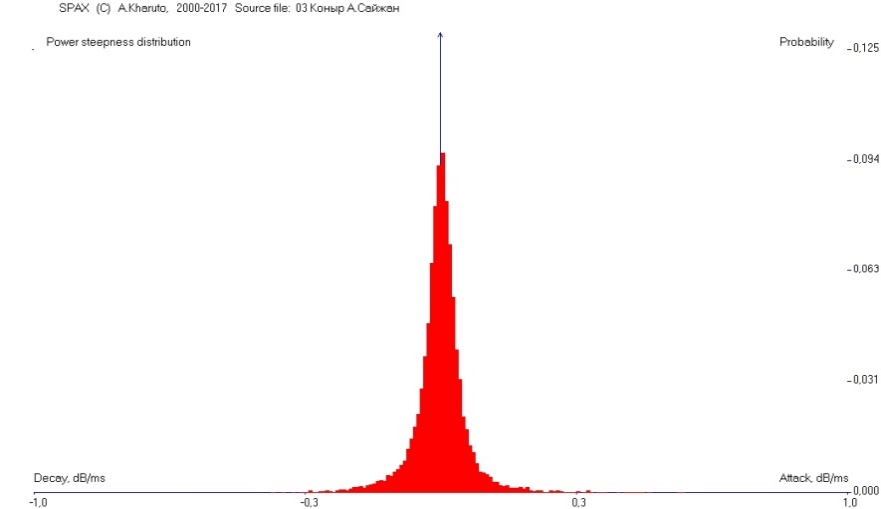 SPAX (C) A.Kharuto, 2000-2017 Source file: 03 Коныр А.Сайжан
Power steepness distribution
Probability
0,125
0,094
0,063
0,031
Decay, dB/ms
Attack, dB/ms
0,000
-1,0 -0,3 0,3 1,0